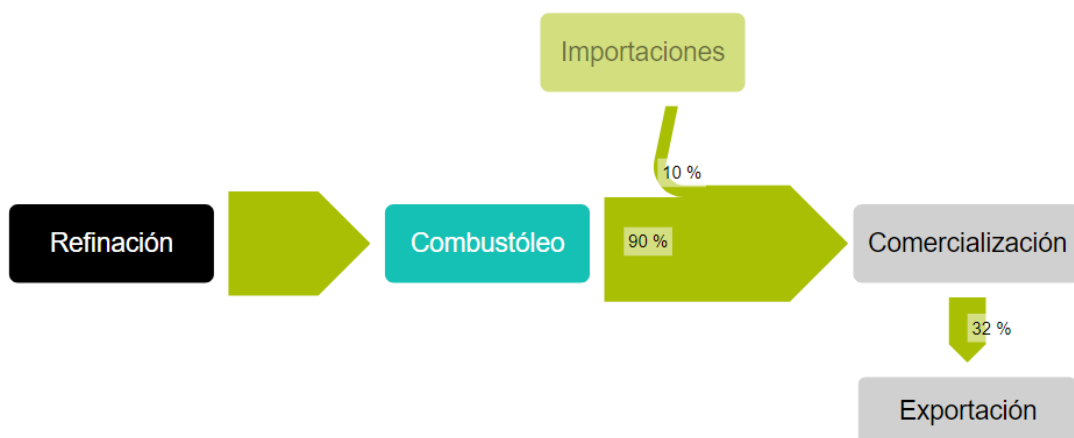 Importaciones
10 %
Refinación
Combustóleo
90 %
Comercialización
32 %
Exportación